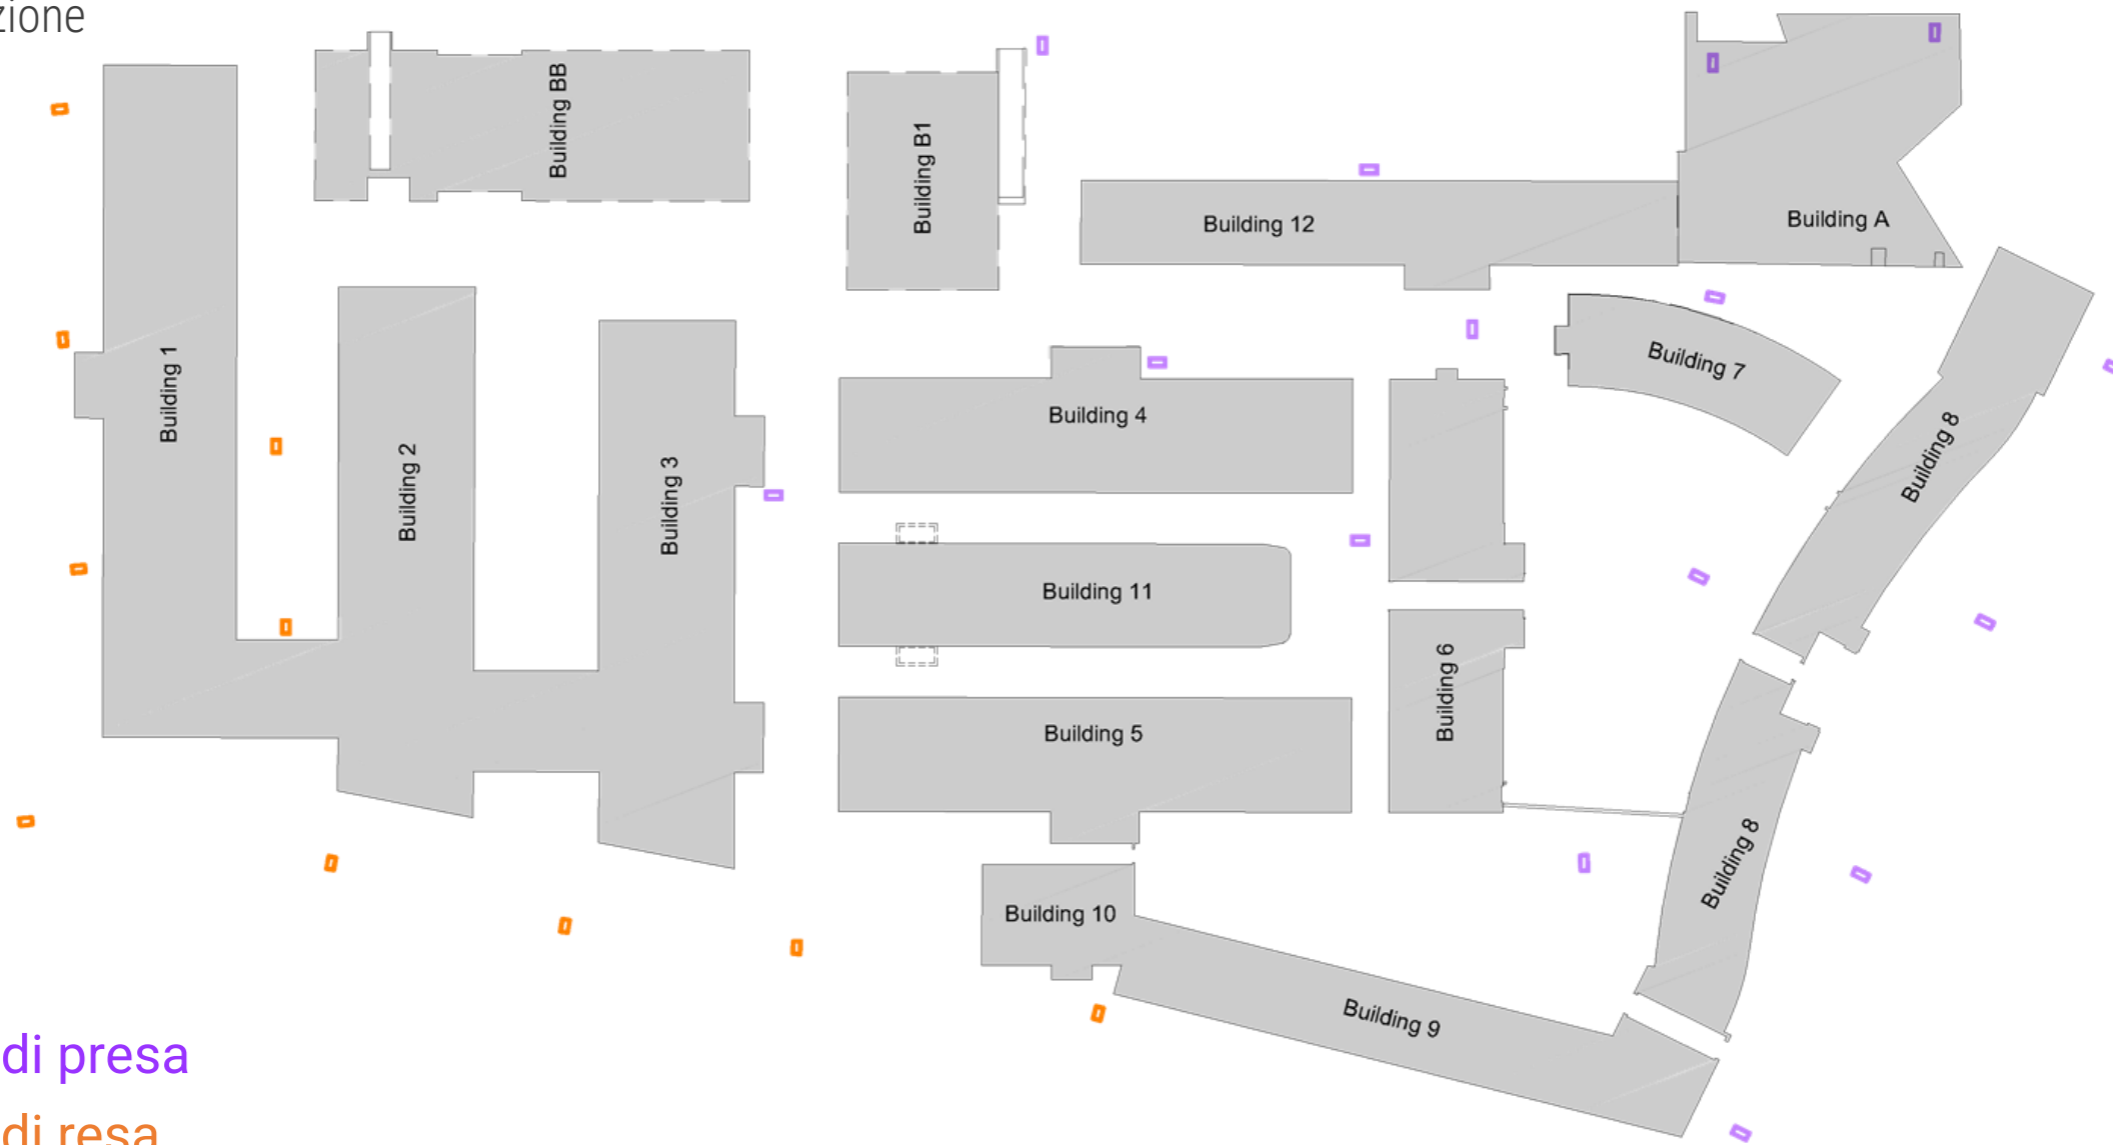 zione
Building BB
Building B1
Building 12
Building A
Building 1
Building 2
Building 3
Building 4
Building 7
Building 8
Building 11
Building 5
Building 6
Building 8
Building 10
Building 9
di presa
di resa